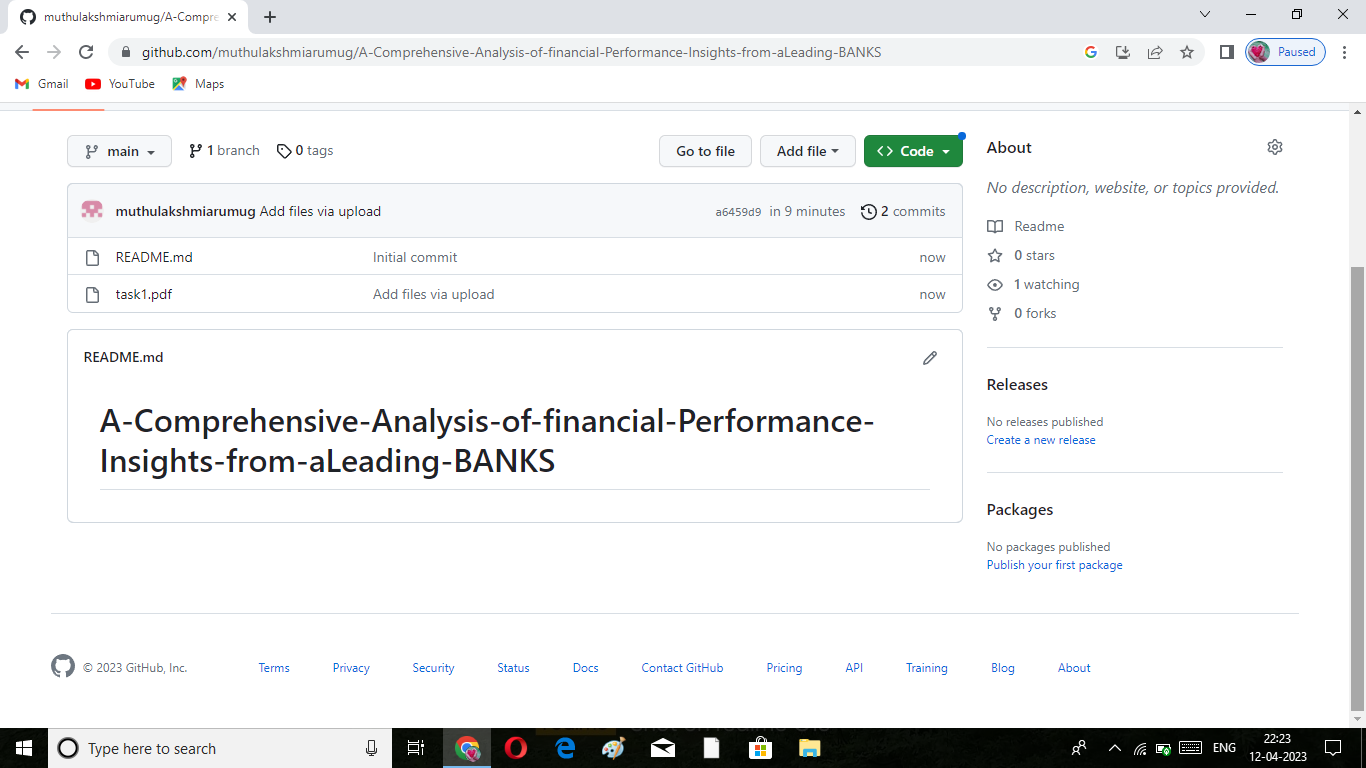 muthulakshmiarumug/A-Compre
github.com/muthulakshmiarumug/A-Comprehensive-Analysis-of-financial-Performance-Insights-from-aLeading-BANKS
Paused
Gmail YouTube Maps
main 1 branch 0 tags Go to file Add file Code
muthulakshmiarumug Add files via upload a6459d9 in 9 minutes 2 commits
README.md Initial commit now
task1.pdf Add files via upload now
README.md
A-Comprehensive-Analysis-of-financial-Performance-
Insights-from-aLeading-BANKS
About
No description, website, or topics provided.
Readme
0 stars
1 watching
0 forks
Releases
No releases published
Create a new release
Packages
No packages published
Publish your first package
© 2023 GitHub, Inc. Terms Privacy Security Status Docs Contact GitHub Pricing API Training Blog About
Type here to search
ENG
22:23
12-04-2023